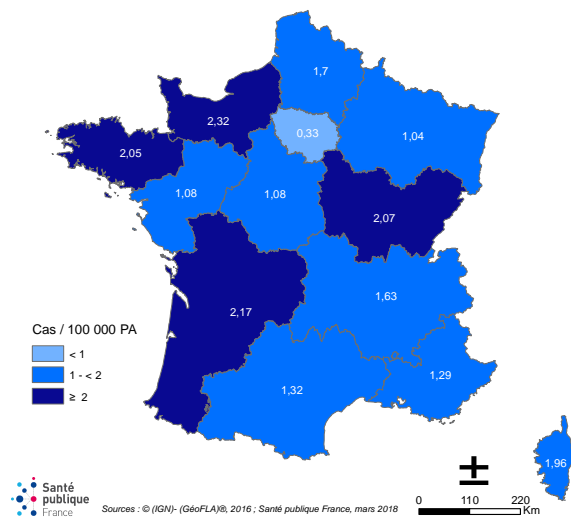 1,7
2,32
0,33
1,04
2,05
1,08
1,08
2,07
2,17
1,63
1,32
1,29
1,96
Cas / 100 000 PA
< 1
1 - < 2
≥ 2
Santé
publique
France
Sources : © (IGN)- (GéoFLA)®, 2016 ; Santé publique France, mars 2018
0 110 220
Km